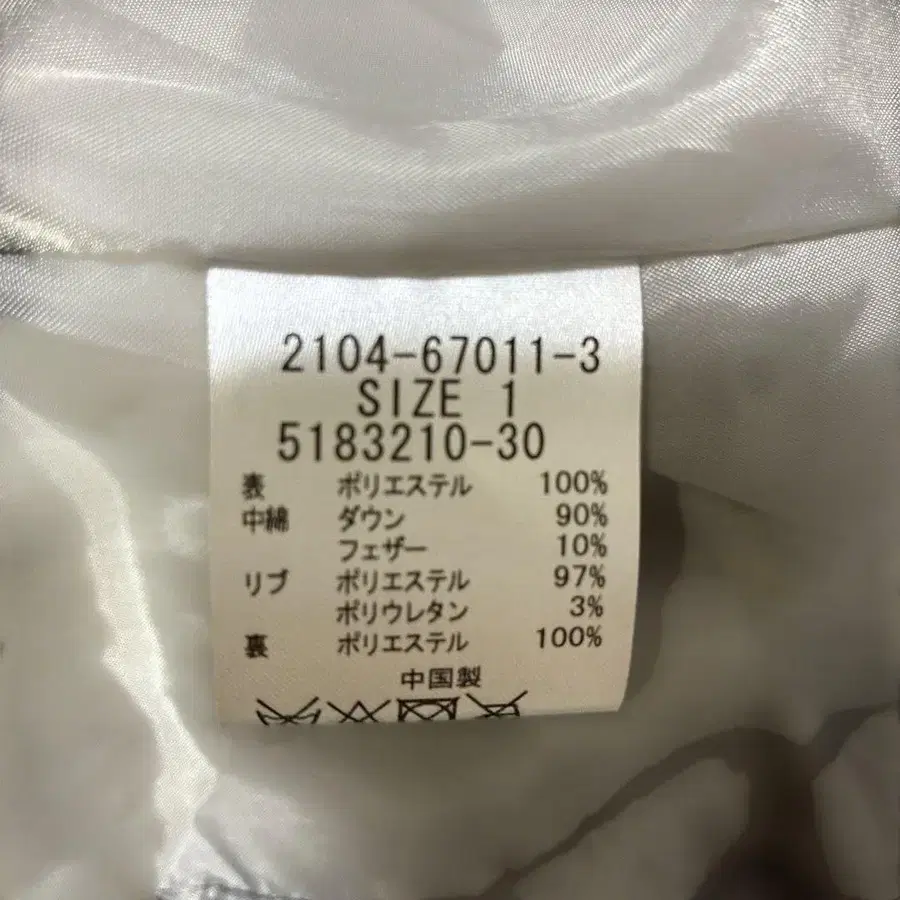 2104-67011-3
SIZE 1
5183210-30
表 ポリエステル 100%
中綿 ダウン 90%
フェザー 10%
リブ ポリエステル 97%
ポリウレタン 3%
裏 ポリエステル 100%
中国製